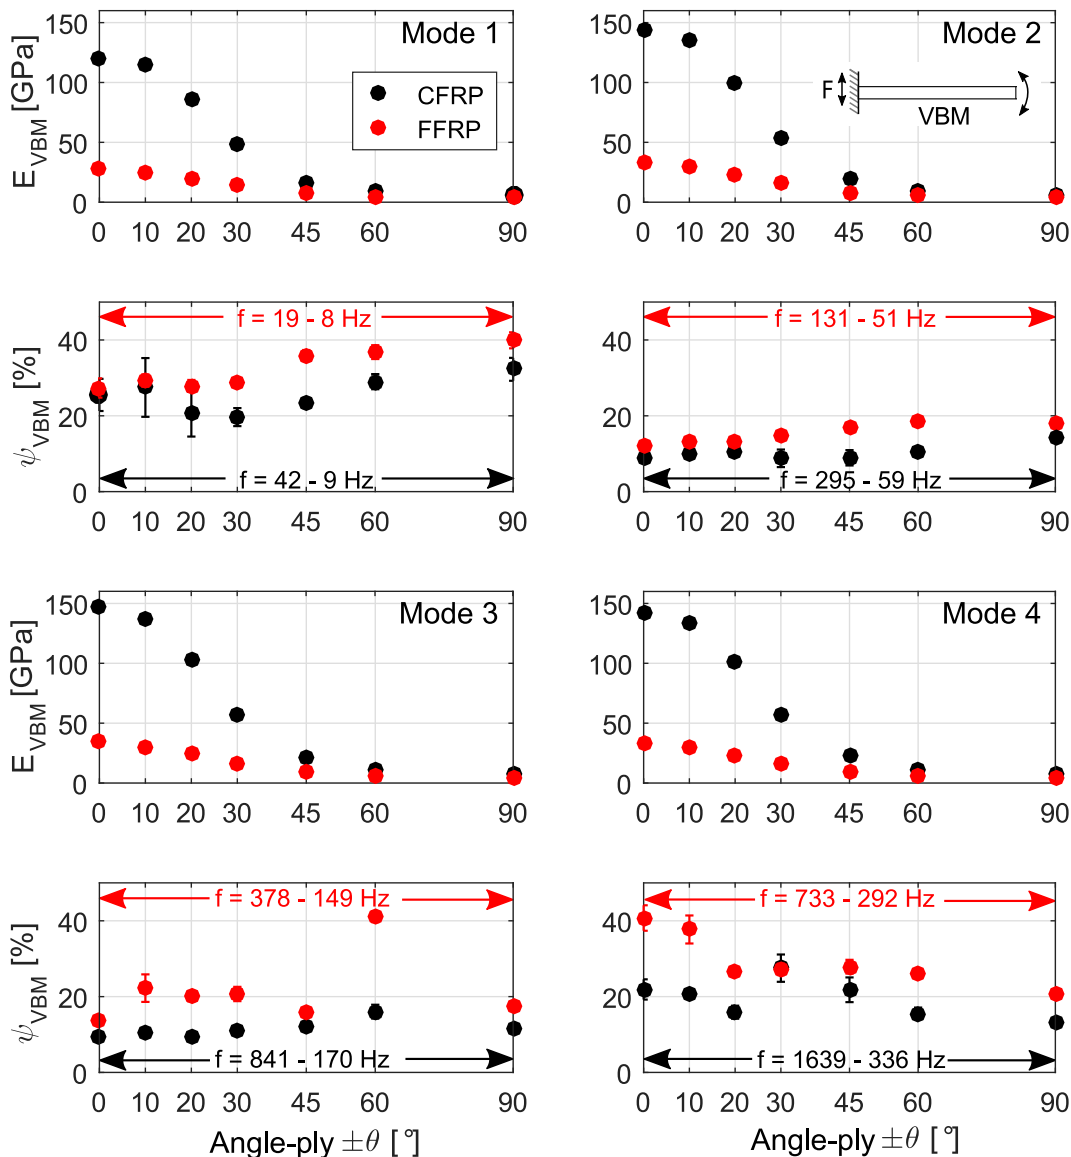 Mode 1
E_VBM [GPa]
150
100
50
0
CFRP
FFRP
0 10 20 30 45 60 90
Mode 2
E_VBM [GPa]
150
100
50
0
F
VBM
0 10 20 30 45 60 90
ψ_VBM [%]
40
20
0
f = 19 - 8 Hz
f = 42 - 9 Hz
0 10 20 30 45 60 90
40
20
0
f = 131 - 51 Hz
f = 295 - 59 Hz
0 10 20 30 45 60 90
Mode 3
E_VBM [GPa]
150
100
50
0
0 10 20 30 45 60 90
Mode 4
150
100
50
0
0 10 20 30 45 60 90
ψ_VBM [%]
40
20
0
f = 378 - 149 Hz
f = 841 - 170 Hz
0 10 20 30 45 60 90
Angle-ply ±θ [°]
40
20
0
f = 733 - 292 Hz
f = 1639 - 336 Hz
0 10 20 30 45 60 90
Angle-ply ±θ [°]